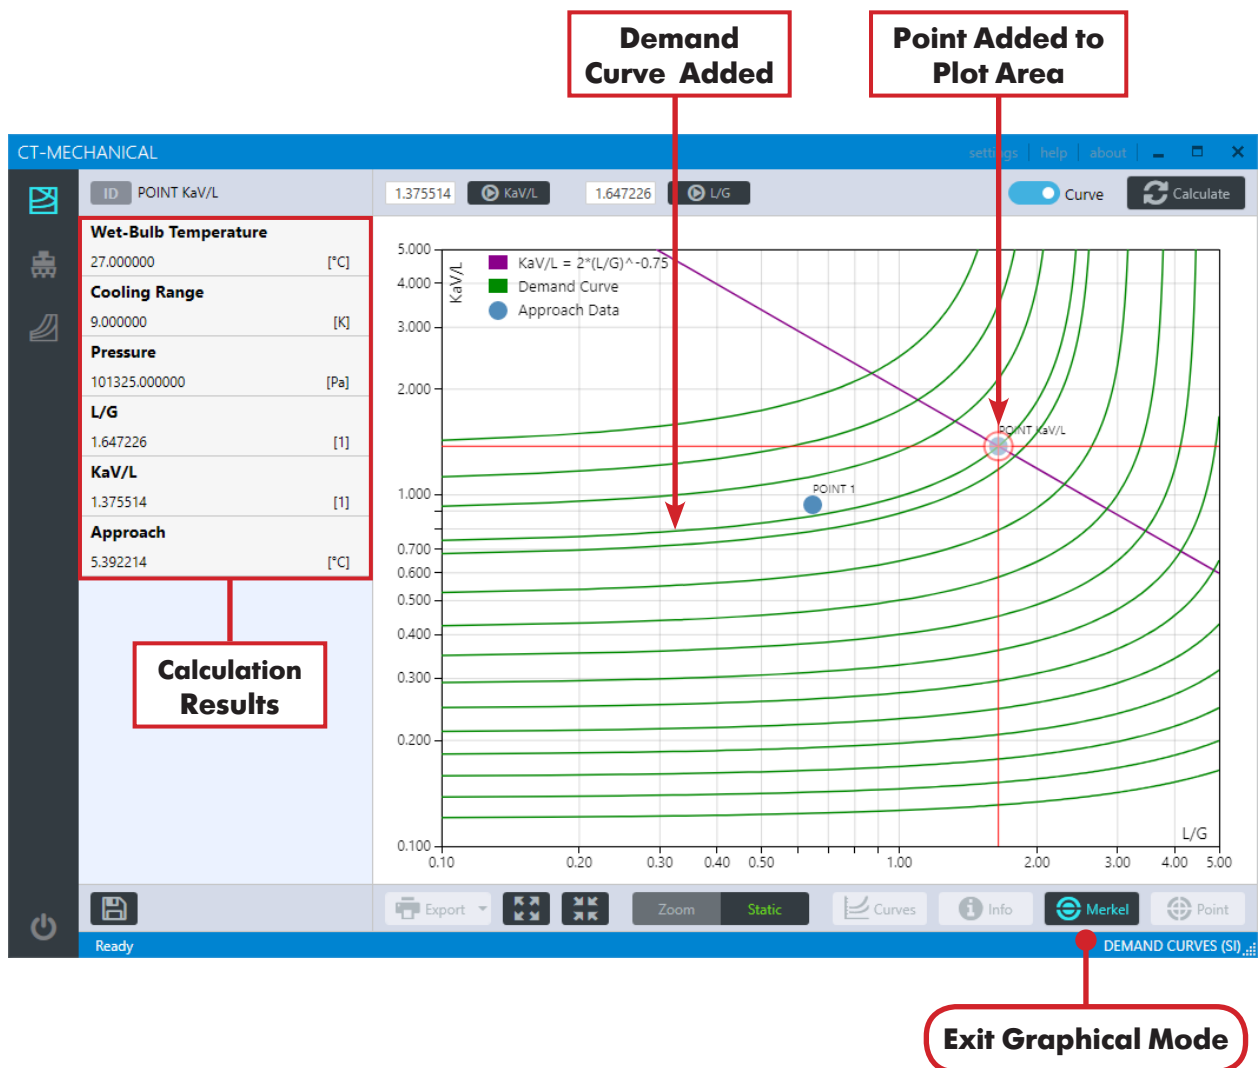 Demand
Curve Added
Point Added to
Plot Area
CT-MECHANICAL
settings
help
about
ID
POINT KaV/L
1.375514
KaV/L
1.647226
L/G
Curve
Calculate
Wet-Bulb Temperature
27.000000 [°C]
Cooling Range
9.000000 [K]
Pressure
101325.000000 [Pa]
L/G
1.647226 [1]
KaV/L
1.375514 [1]
Approach
5.392214 [°C]
Calculation
Results
KaV/L
KaV/L = 2*(L/G)^-0.75
Demand Curve
Approach Data
5.000
4.000
3.000
2.000
1.000
0.700
0.600
0.500
0.400
0.300
0.200
0.100
POINT KaV/L
POINT 1
L/G
0.10 0.20 0.30 0.40 0.50 1.00 2.00 3.00 4.00 5.00
Export
Zoom
Static
Curves
Info
Merkel
Point
Ready
DEMAND CURVES (SI)
Exit Graphical Mode